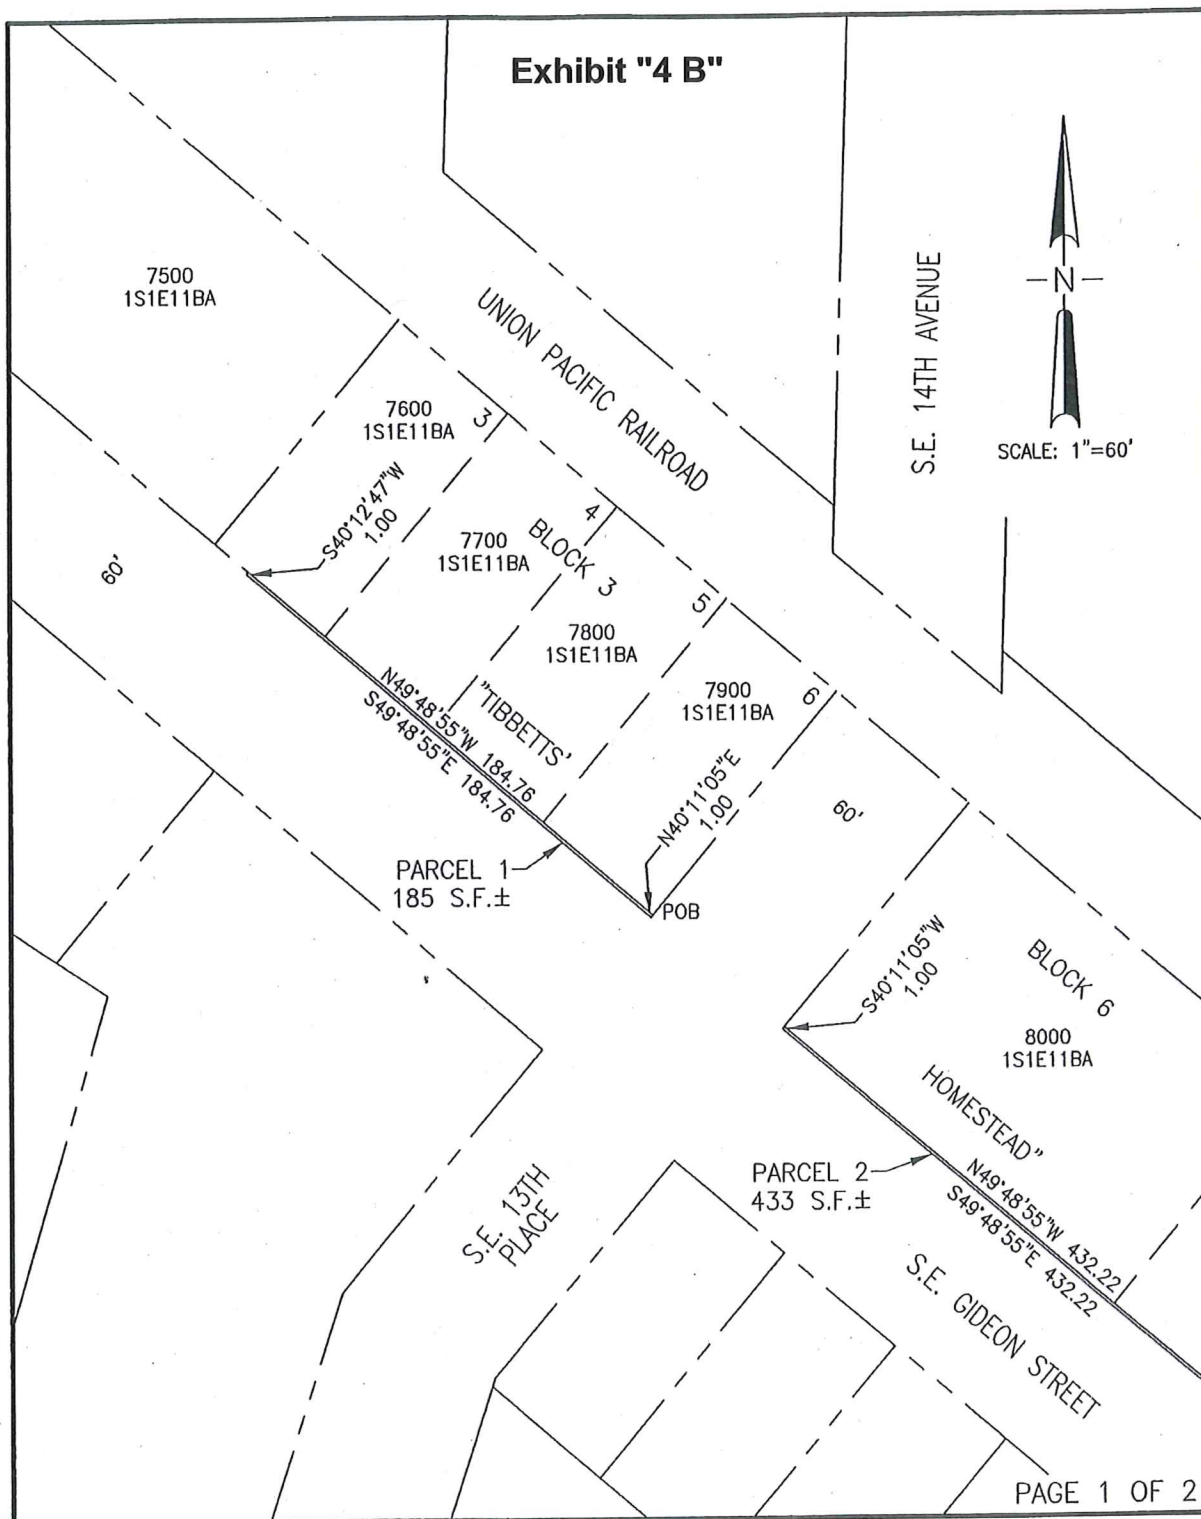 Exhibit "4 B"
7500
1S1E11BA
UNION PACIFIC RAILROAD
S.E. 14TH AVENUE
N
SCALE: 1"=60'
7600
1S1E11BA
3
S40°12'47"W
1.00
60'
7700
1S1E11BA
4
BLOCK 3
7800
1S1E11BA
5
7900
1S1E11BA
6
"TIBBETTS'
N49°48'55"W 184.76
S49°48'55"E 184.76
N40°11'05"E
1.00
60'
PARCEL 1
185 S.F.±
POB
S40°11'05"W
1.00
BLOCK 6
8000
1S1E11BA
HOMESTEAD"
PARCEL 2
433 S.F.±
N49°48'55"W 432.22
S49°48'55"E 432.22
S.E. 13TH
PLACE
S.E. GIDEON STREET
PAGE 1 OF 2